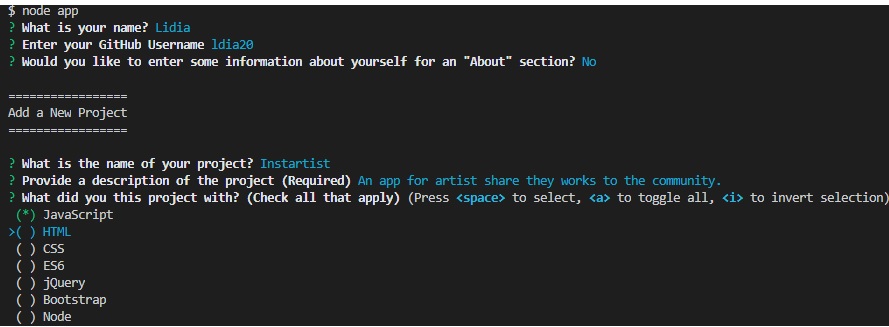 $ node app
? What is your name? Lidia
? Enter your GitHub Username ldia20
? Would you like to enter some information about yourself for an "About" section? No
=================
Add a New Project
=================
? What is the name of your project? Instartist
? Provide a description of the project (Required) An app for artist share they works to the community.
? What did you this project with? (Check all that apply) (Press <space> to select, <a> to toggle all, <i> to invert selection)
(*) JavaScript
>( ) HTML
( ) CSS
( ) ES6
( ) jQuery
( ) Bootstrap
( ) Node